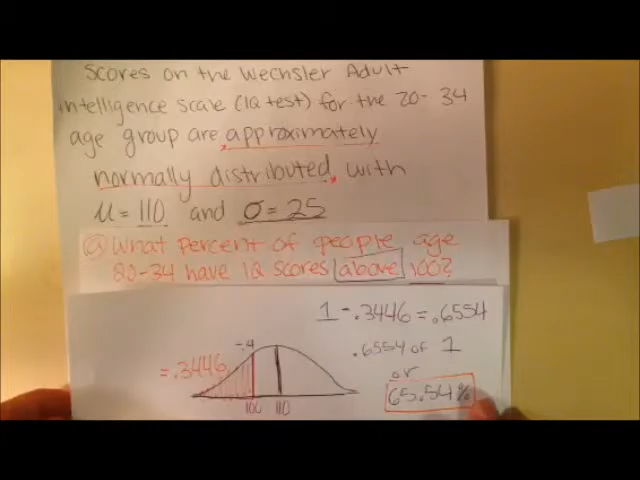 Scores on the Wechsler Adult
intelligence scale (IQ test) for the 20-34
age group are approximately
normally distributed, with
μ = 110 and σ = 25
a What percent of people age
20-34 have IQ scores above 100?
1 - .3446 = .6554
.6554 of 1
or
65.54%
-.4
= .3446
100 110